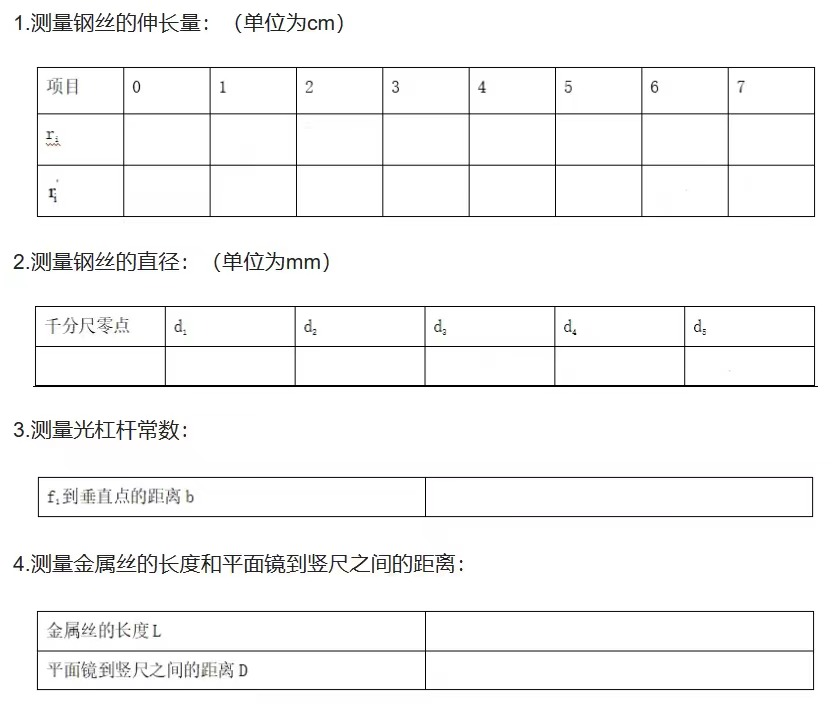 1.测量钢丝的伸长量：（单位为cm）
项目 0 1 2 3 4 5 6 7
rᵢ
rᵢ'
2.测量钢丝的直径：（单位为mm）
千分尺零点 d₁ d₂ d₃ d₄ d₅
3.测量光杠杆常数：
f₁到垂直点的距离 b
4.测量金属丝的长度和平面镜到竖尺之间的距离：
金属丝的长度 L
平面镜到竖尺之间的距离 D